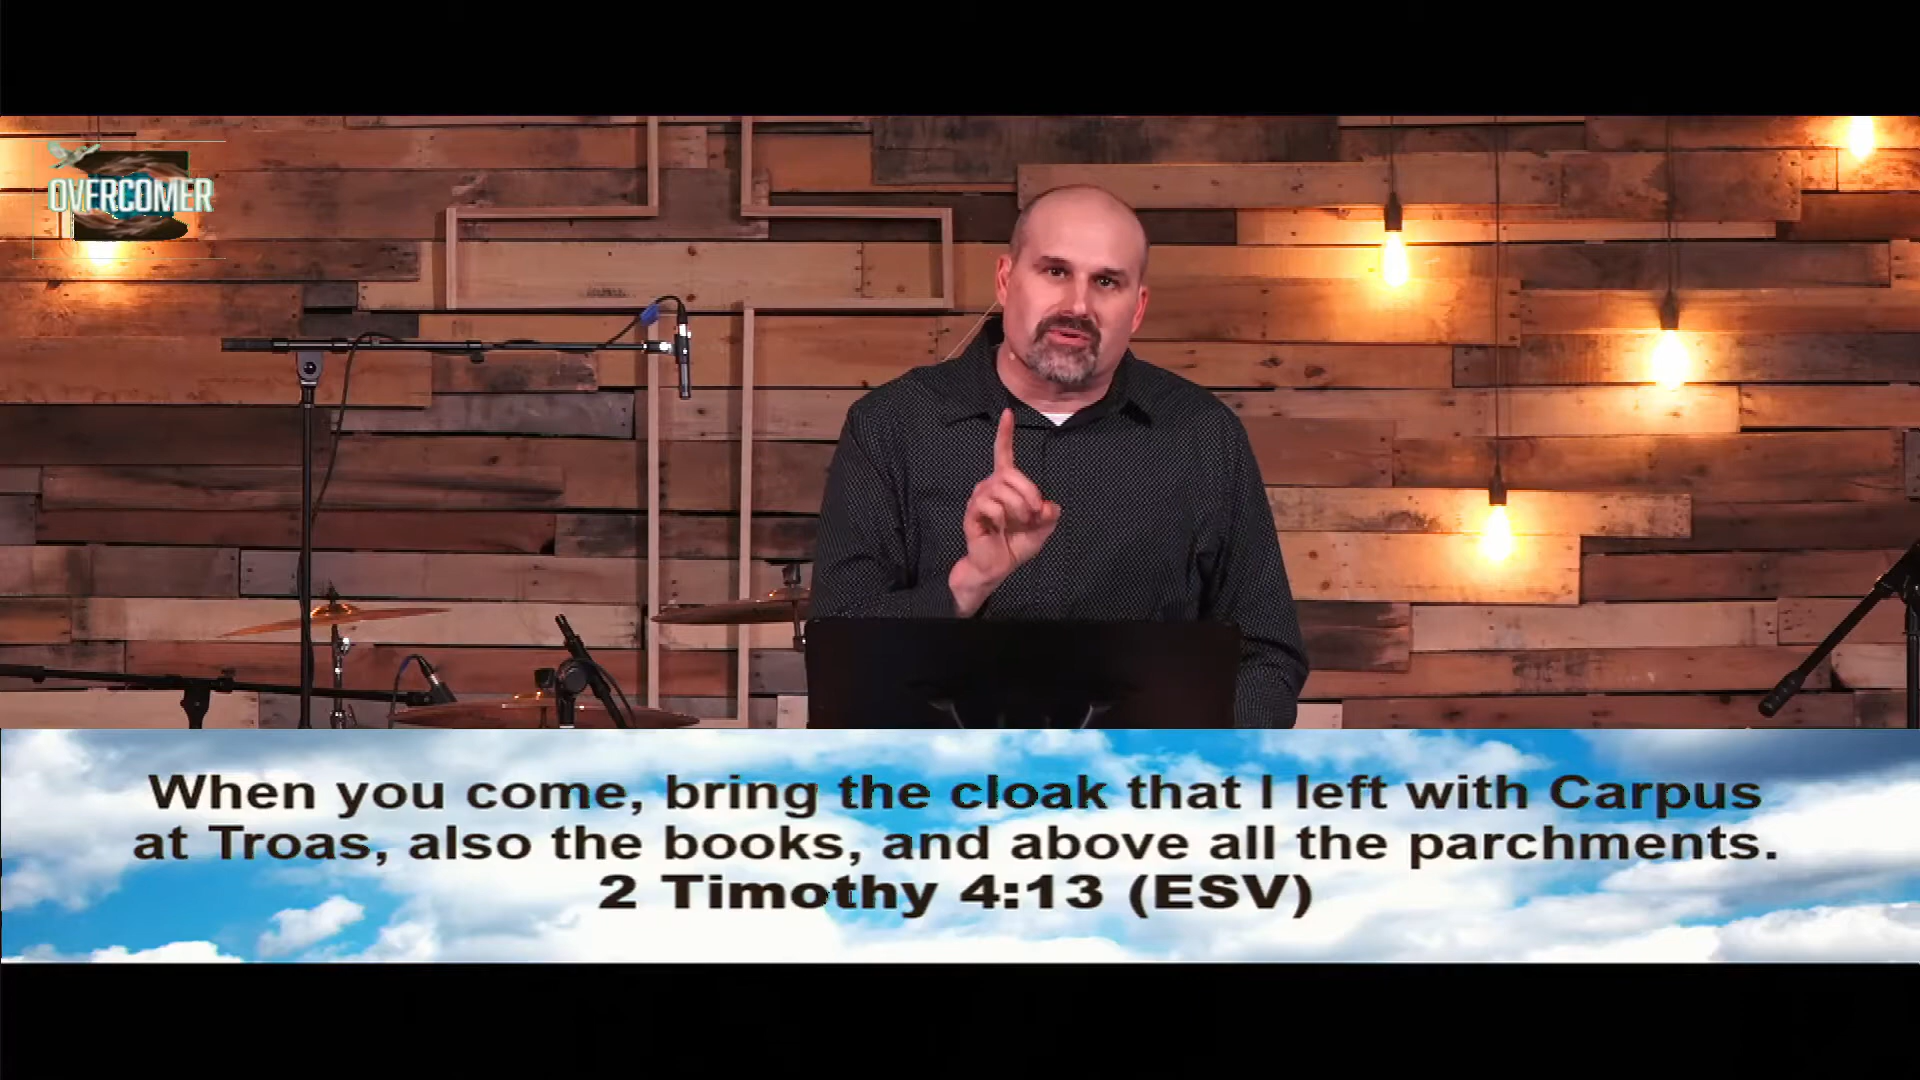 OVERCOMER
When you come, bring the cloak that I left with Carpus
at Troas, also the books, and above all the parchments.
2 Timothy 4:13 (ESV)